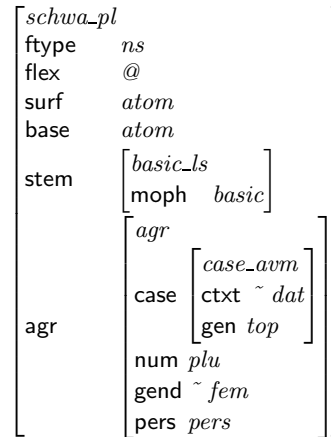 schwa_pl
ftype ns
flex @
surf atom
base atom
stem basic_ls
moph basic
agr agr
case case_avm
ctxt ~ dat
gen top
num plu
gend ~ fem
pers pers